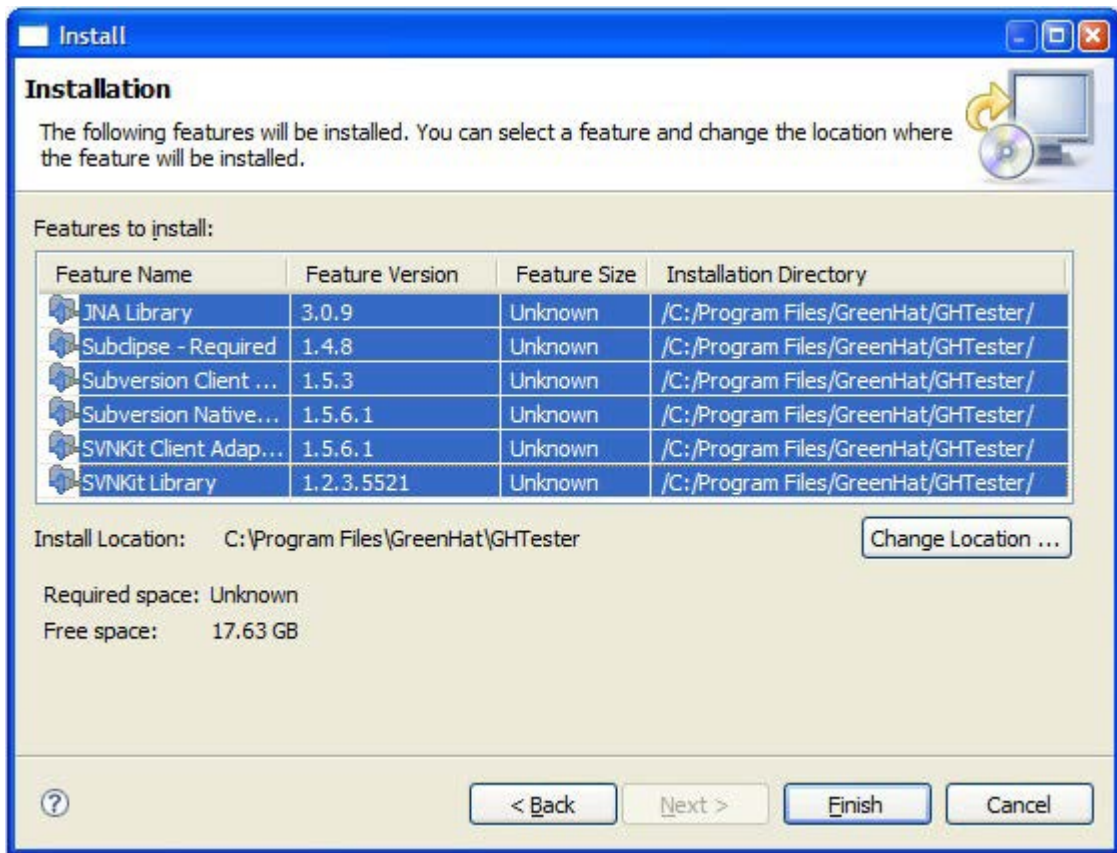 Install
Installation
The following features will be installed. You can select a feature and change the location where
the feature will be installed.
Features to install:
Feature Name Feature Version Feature Size Installation Directory
JNA Library 3.0.9 Unknown /C:/Program Files/GreenHat/GHTester/
Subclipse - Required 1.4.8 Unknown /C:/Program Files/GreenHat/GHTester/
Subversion Client ... 1.5.3 Unknown /C:/Program Files/GreenHat/GHTester/
Subversion Native... 1.5.6.1 Unknown /C:/Program Files/GreenHat/GHTester/
SVNKit Client Adap... 1.5.6.1 Unknown /C:/Program Files/GreenHat/GHTester/
SVNKit Library 1.2.3.5521 Unknown /C:/Program Files/GreenHat/GHTester/
Install Location: C:\Program Files\GreenHat\GHTester Change Location ...
Required space: Unknown
Free space: 17.63 GB
? < Back Next > Finish Cancel